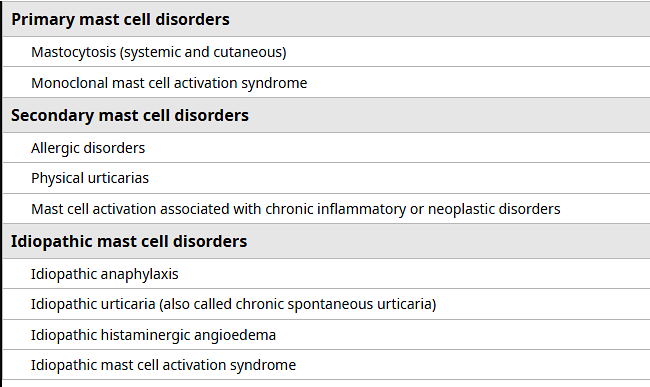 Primary mast cell disorders
Mastocytosis (systemic and cutaneous)
Monoclonal mast cell activation syndrome
Secondary mast cell disorders
Allergic disorders
Physical urticarias
Mast cell activation associated with chronic inflammatory or neoplastic disorders
Idiopathic mast cell disorders
Idiopathic anaphylaxis
Idiopathic urticaria (also called chronic spontaneous urticaria)
Idiopathic histaminergic angioedema
Idiopathic mast cell activation syndrome